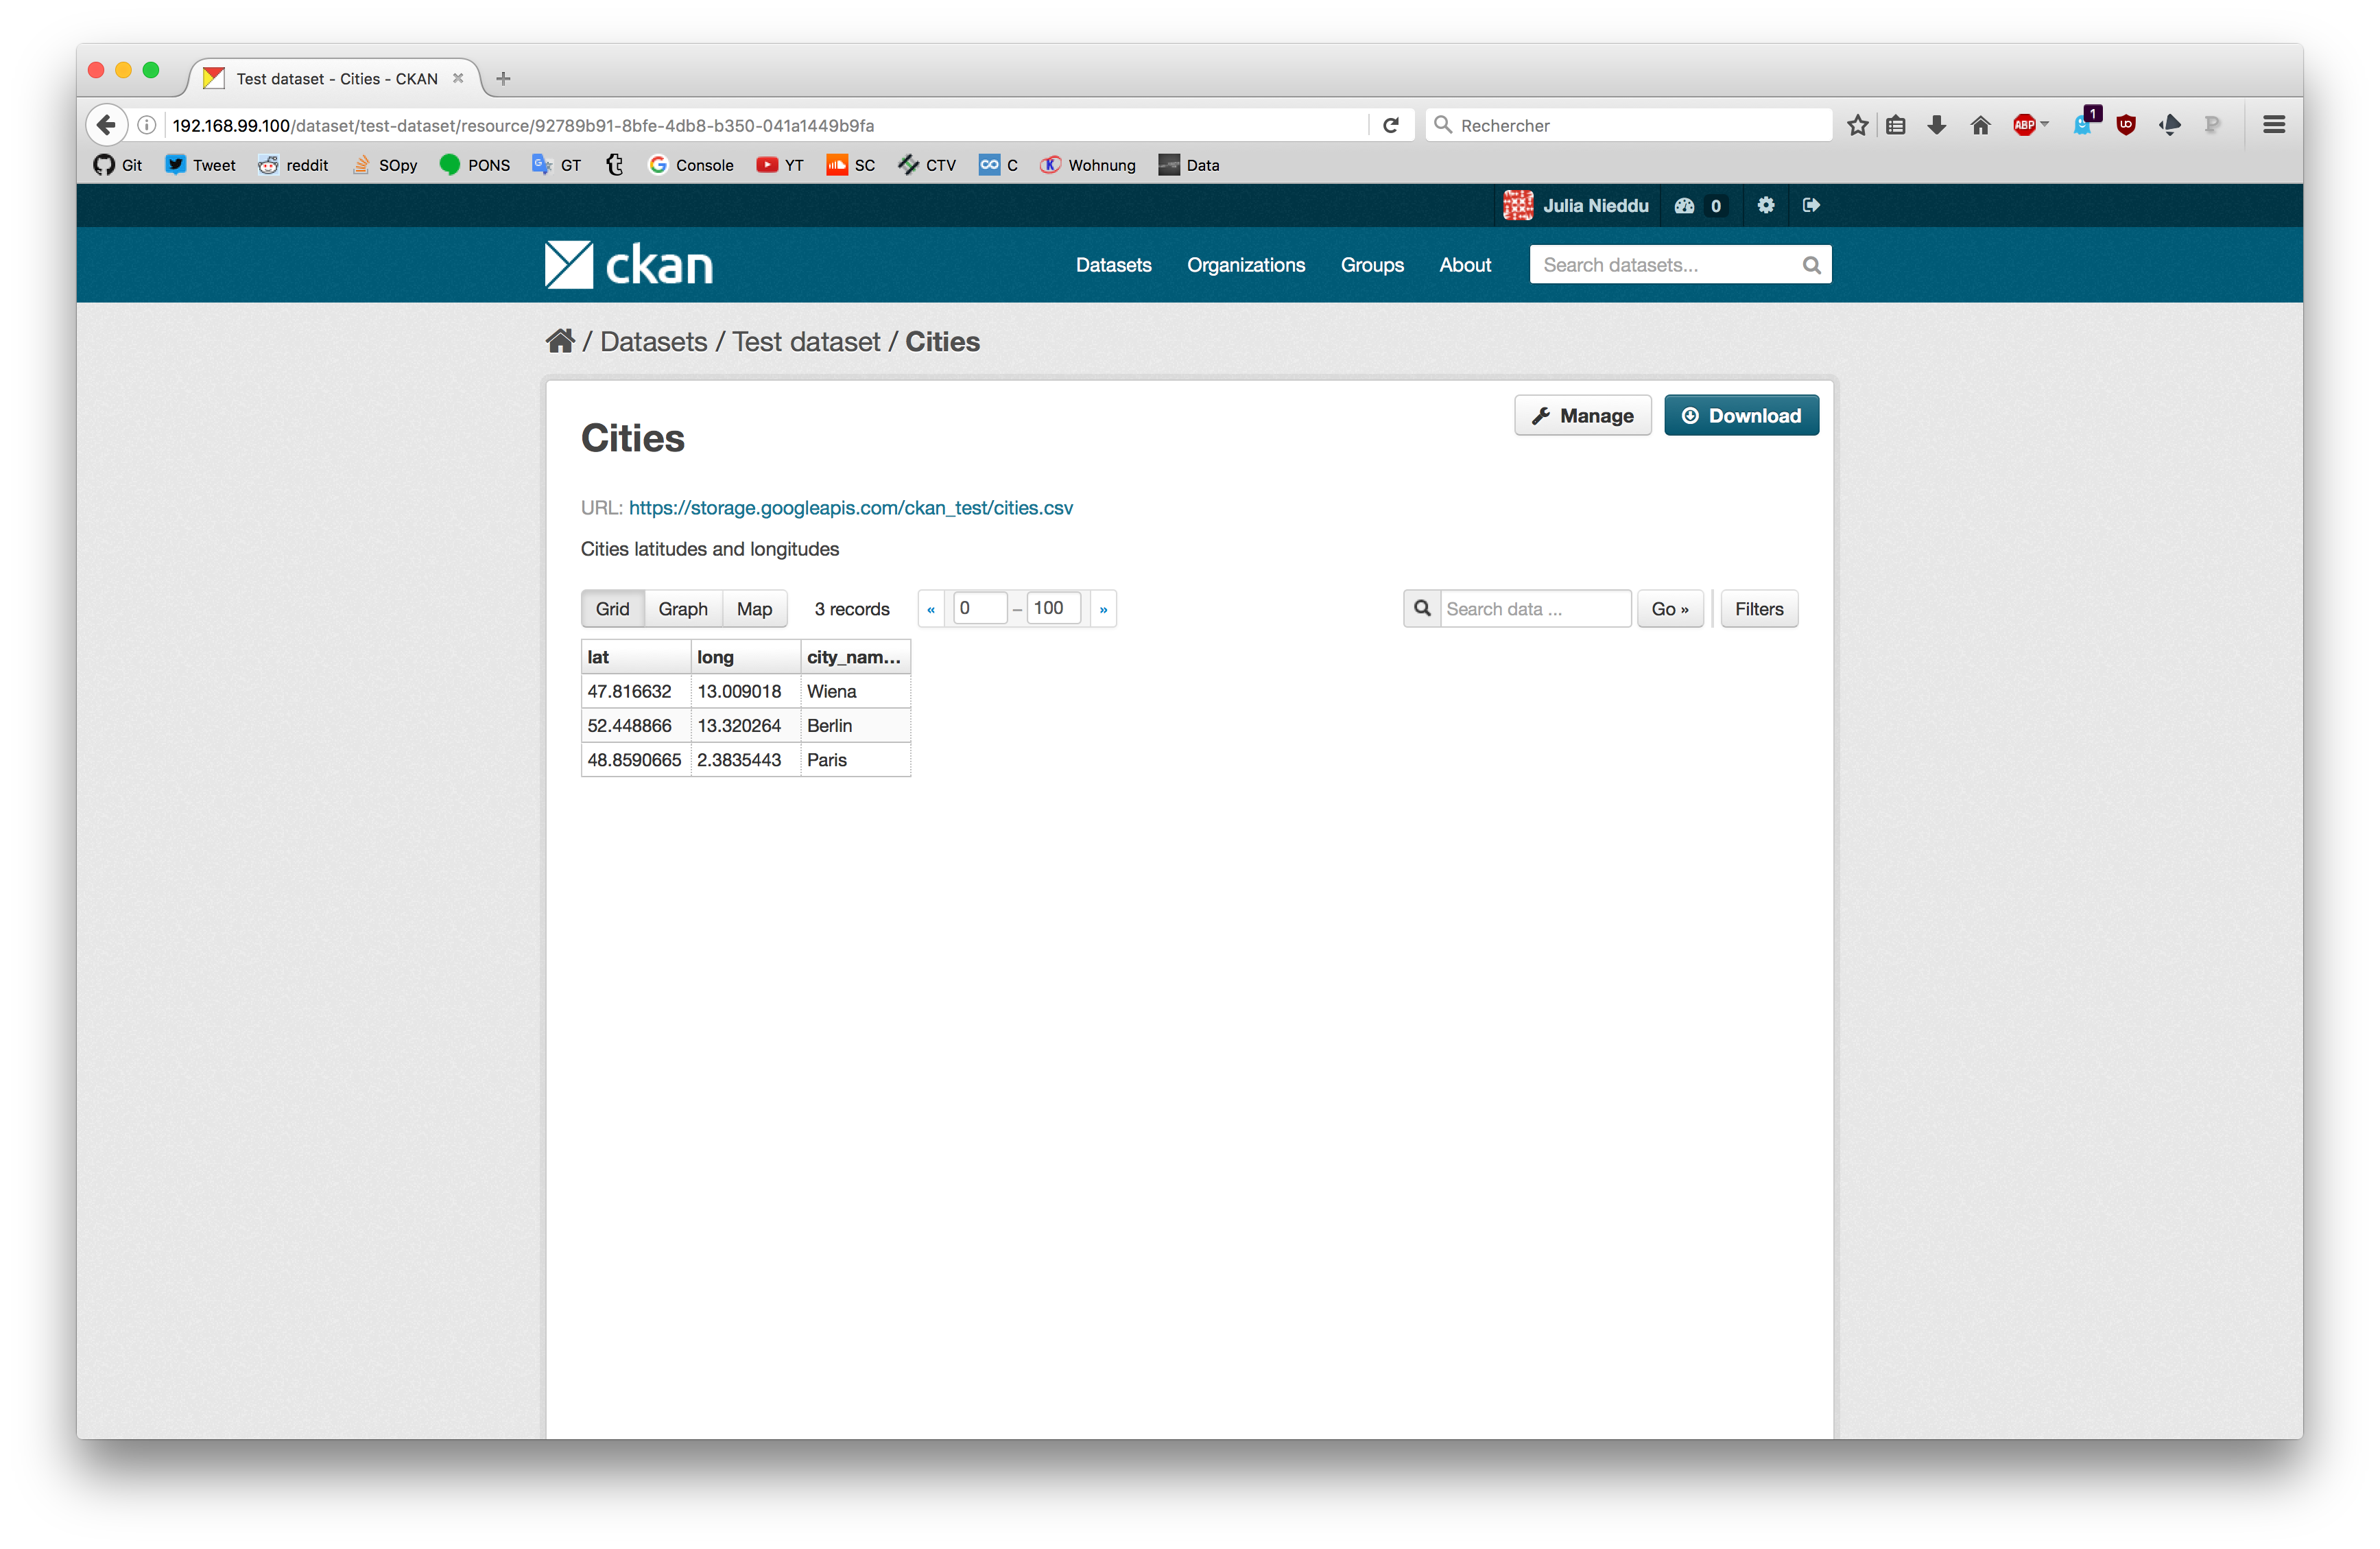 Test dataset - Cities - CKAN
192.168.99.100/dataset/test-dataset/resource/92789b91-8bfe-4db8-b350-041a1449b9fa
Rechercher
ABP
1
Git Tweet reddit SOpy PONS GT Console YT SC CTV C Wohnung Data
Julia Nieddu 0
ckan Datasets Organizations Groups About Search datasets...
/ Datasets / Test dataset / Cities
Manage Download
Cities
URL: https://storage.googleapis.com/ckan_test/cities.csv
Cities latitudes and longitudes
Grid Graph Map 3 records « 0 – 100 » Search data ... Go » Filters
lat long city_nam...
47.816632 13.009018 Wiena
52.448866 13.320264 Berlin
48.8590665 2.3835443 Paris